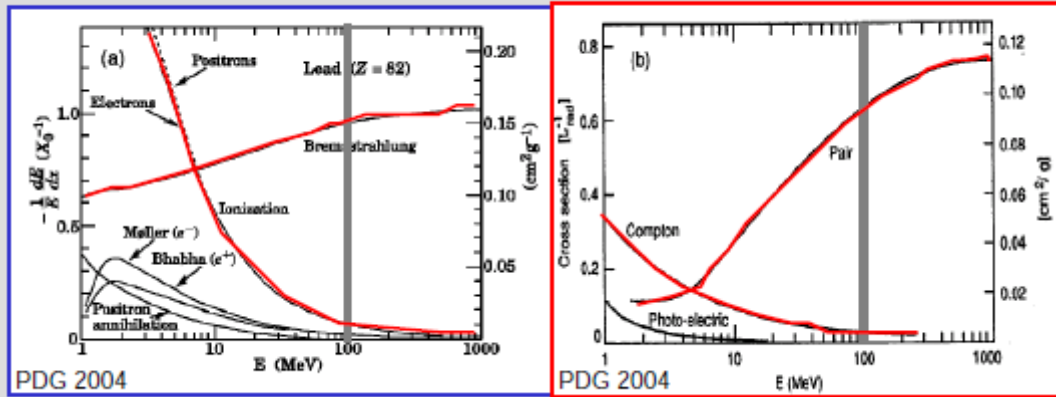 (a)
Positrons
Lead (Z = 82)
Electrons
Bremsstrahlung
Ionisation
Møller (e⁻)
Bhabha (e⁺)
Positron
annihilation
1.0
0.5
0
- 1/E dE/dx (X₀⁻¹)
0.20
0.15
0.10
0.05
(cm²g⁻¹)
1
10
100
1000
E (MeV)
PDG 2004
(b)
0.8
0.6
0.4
0.2
0
Cross section [L⁻¹rad]
Pair
Compton
Photo-electric
0.12
0.10
0.08
0.06
0.04
0.02
[cm²/g]
1
10
100
1000
E (MeV)
PDG 2004